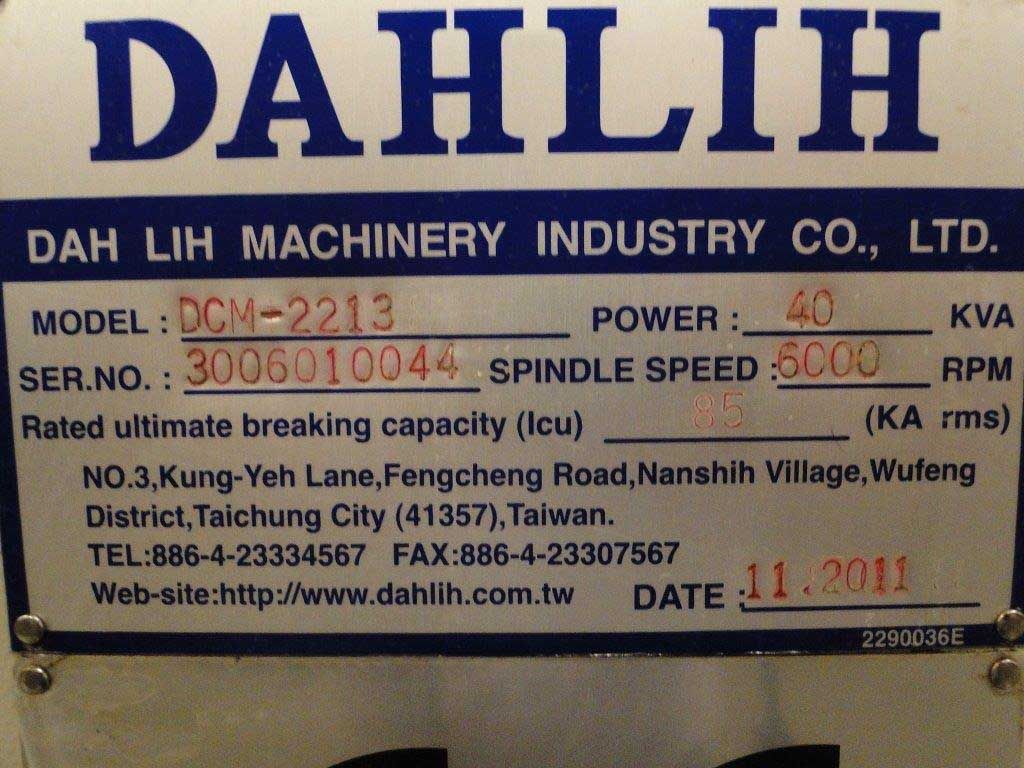 DAHLIH
DAH LIH MACHINERY INDUSTRY CO., LTD.
MODEL : DCM-2213 POWER : 40 KVA
SER.NO. : 3006010044 SPINDLE SPEED :6000 RPM
Rated ultimate breaking capacity (Icu) 85 (KA rms)
NO.3,Kung-Yeh Lane,Fengcheng Road,Nanshih Village,Wufeng
District,Taichung City (41357),Taiwan.
TEL:886-4-23334567 FAX:886-4-23307567
Web-site:http://www.dahlih.com.tw DATE :11.2011
2290036E